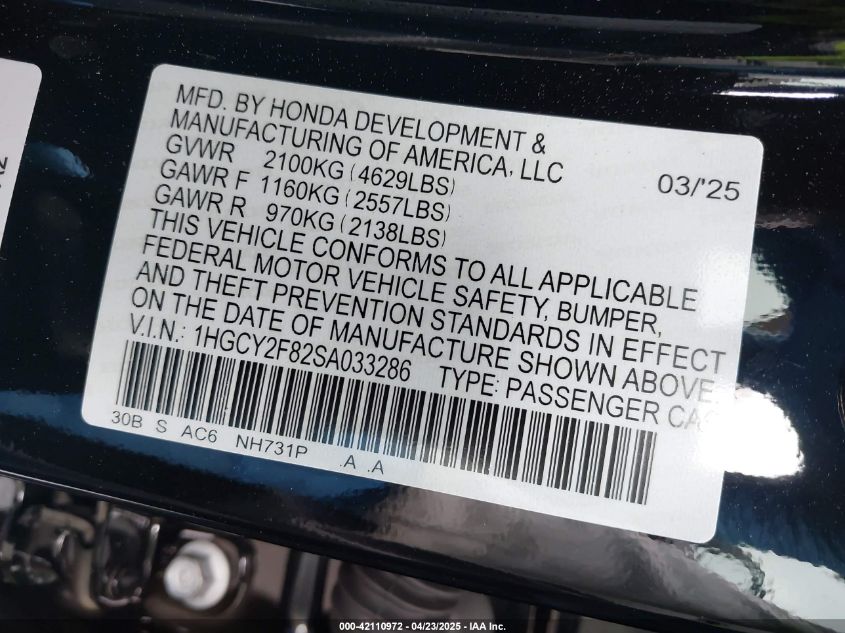 MFD. BY HONDA DEVELOPMENT &
MANUFACTURING OF AMERICA, LLC
GVWR 2100KG (4629LBS) 03/'25
GAWR F 1160KG (2557LBS)
GAWR R 970KG (2138LBS)
THIS VEHICLE CONFORMS TO ALL APPLICABLE
FEDERAL MOTOR VEHICLE SAFETY, BUMPER,
AND THEFT PREVENTION STANDARDS IN EFFECT
ON THE DATE OF MANUFACTURE SHOWN ABOVE.
V.I.N.: 1HGCY2F82SA033286 TYPE: PASSENGER
30B S AC6 NH731P .A .A
000-42110972 | 04/23/2025 - IAA Inc.